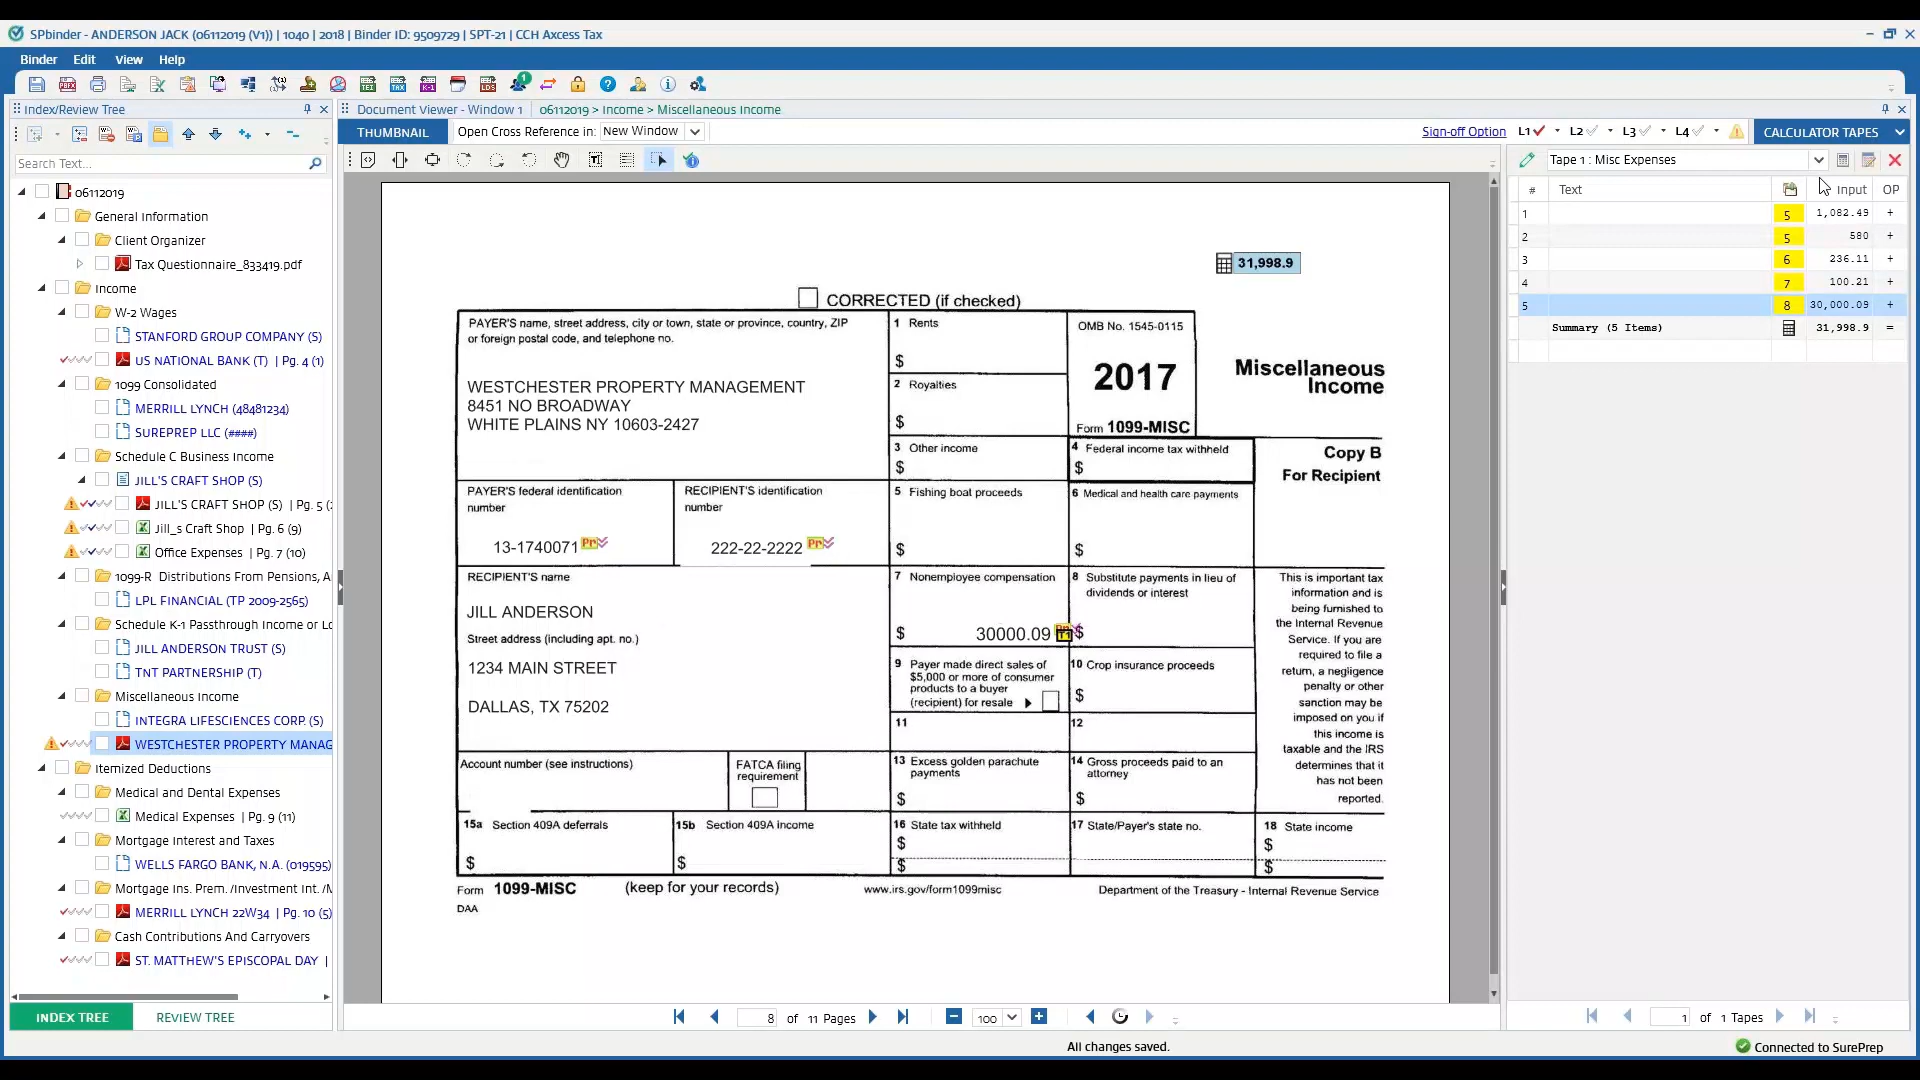 SPbinder - ANDERSON JACK (06112019 (V1)) | 1040 | 2018 | Binder ID: 9509729 | SPT-21 | CCH Axcess Tax
Binder Edit View Help
Index/Review Tree
Search Text...
06112019
General Information
Client Organizer
Tax Questionnaire_833419.pdf
Income
W-2 Wages
STANFORD GROUP COMPANY (S)
US NATIONAL BANK (T) | Pg. 4 (1)
1099 Consolidated
MERRILL LYNCH (48481234)
SUREPREP LLC (####)
Schedule C Business Income
JILL'S CRAFT SHOP (S)
JILL'S CRAFT SHOP (S) | Pg. 5 (
Jill_s Craft Shop | Pg. 6 (9)
Office Expenses | Pg. 7 (10)
1099-R Distributions From Pensions, A
LPL FINANCIAL (TP 2009-2565)
Schedule K-1 Passthrough Income or Lo
JILL ANDERSON TRUST (S)
TNT PARTNERSHIP (T)
Miscellaneous Income
INTEGRA LIFESCIENCES CORP. (S)
WESTCHESTER PROPERTY MANAG
Itemized Deductions
Medical and Dental Expenses
Medical Expenses | Pg. 9 (11)
Mortgage Interest and Taxes
WELLS FARGO BANK, N.A. (019595)
Mortgage Ins. Prem. /Investment Int. /M
MERRILL LYNCH 22W34 | Pg. 10 (5)
Cash Contributions And Carryovers
ST. MATTHEW'S EPISCOPAL DAY |
INDEX TREE REVIEW TREE
Document Viewer - Window 1 06112019 > Income > Miscellaneous Income
THUMBNAIL Open Cross Reference in: New Window Sign-off Option L1 L2 L3 L4
31,998.9
CORRECTED (if checked)
PAYER'S name, street address, city or town, state or province, country, ZIP
or foreign postal code, and telephone no.
WESTCHESTER PROPERTY MANAGEMENT
8451 NO BROADWAY
WHITE PLAINS NY 10603-2427
1 Rents
$
2 Royalties
$
OMB No. 1545-0115
2017
Form 1099-MISC
Miscellaneous
Income
3 Other income
$
4 Federal income tax withheld
$
Copy B
For Recipient
PAYER'S federal identification
number
13-1740071 Pr
RECIPIENT'S identification
number
222-22-2222 Pr
5 Fishing boat proceeds
$
6 Medical and health care payments
$
RECIPIENT'S name
JILL ANDERSON
Street address (including apt. no.)
1234 MAIN STREET
DALLAS, TX 75202
7 Nonemployee compensation
$ 30000.09 T1
8 Substitute payments in lieu of
dividends or interest
$
This is important tax
information and is
being furnished to
the Internal Revenue
Service. If you are
required to file a
return, a negligence
penalty or other
sanction may be
imposed on you if
this income is
taxable and the IRS
determines that it
has not been
reported.
9 Payer made direct sales of
$5,000 or more of consumer
products to a buyer
(recipient) for resale
10 Crop insurance proceeds
$
11
12
Account number (see instructions)
FATCA filing
requirement
13 Excess golden parachute
payments
$
14 Gross proceeds paid to an
attorney
$
15a Section 409A deferrals
$
15b Section 409A income
$
16 State tax withheld
$
$
17 State/Payer's state no.
18 State income
$
$
Form 1099-MISC (keep for your records) www.irs.gov/form1099misc Department of the Treasury - Internal Revenue Service
DAA
8 of 11 Pages 100
All changes saved.
CALCULATOR TAPES
Tape 1 : Misc Expenses
# Text Input OP
1 5 1,082.49 +
2 5 580 +
3 6 236.11 +
4 7 100.21 +
5 8 30,000.09 +
Summary (5 Items) 31,998.9 =
1 of 1 Tapes
Connected to SurePrep